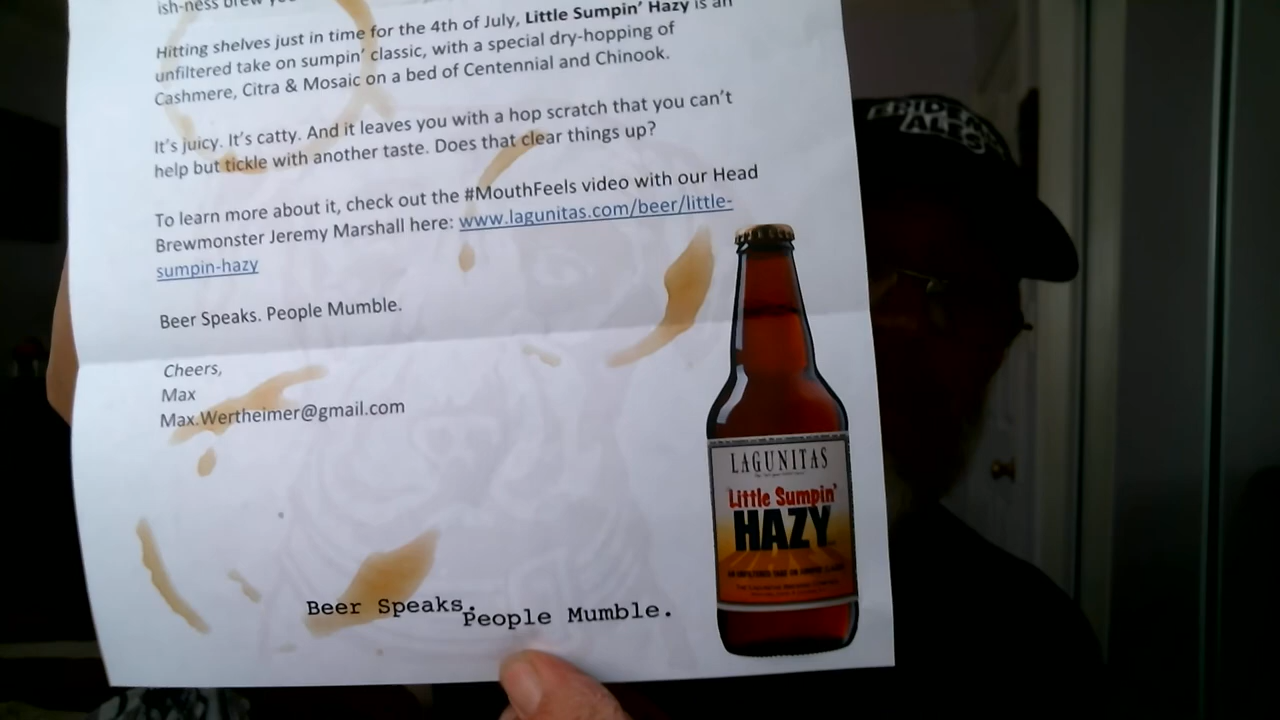 ish-ness brew
Hitting shelves just in time for the 4th of July, Little Sumpin' Hazy is an
unfiltered take on sumpin' classic, with a special dry-hopping of
Cashmere, Citra & Mosaic on a bed of Centennial and Chinook.
It's juicy. It's catty. And it leaves you with a hop scratch that you can't
help but tickle with another taste. Does that clear things up?
To learn more about it, check out the #MouthFeels video with our Head
Brewmonster Jeremy Marshall here: www.lagunitas.com/beer/little-
sumpin-hazy
Beer Speaks. People Mumble.
Cheers,
Max
Max.Wertheimer@gmail.com
LAGUNITAS
Little Sumpin'
HAZY
Beer Speaks.
People Mumble.
ALES